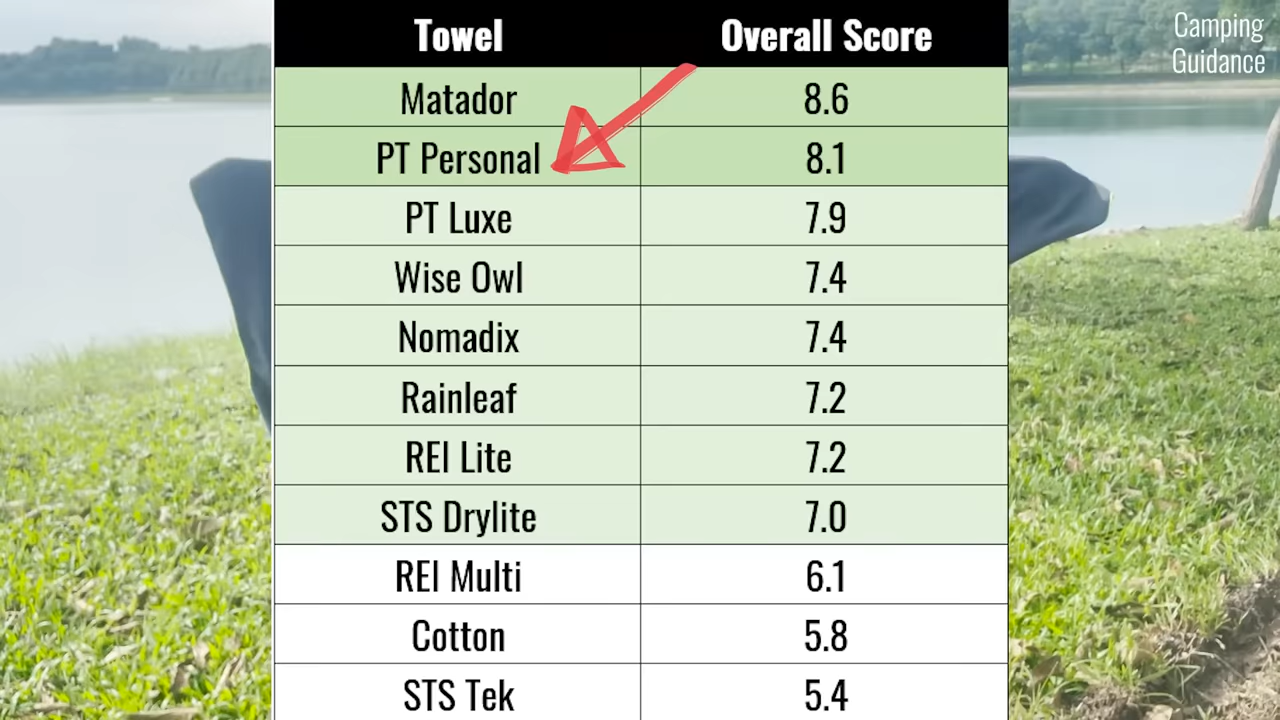 Towel Overall Score
Matador 8.6
PT Personal 8.1
PT Luxe 7.9
Wise Owl 7.4
Nomadix 7.4
Rainleaf 7.2
REI Lite 7.2
STS Drylite 7.0
REI Multi 6.1
Cotton 5.8
STS Tek 5.4
Camping
Guidance